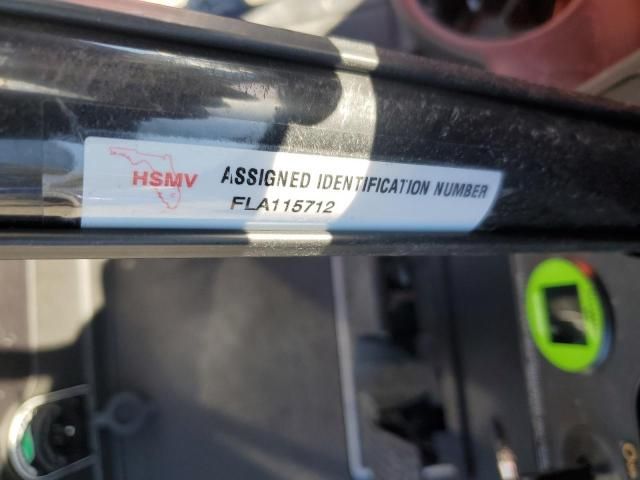 HSMV
ASSIGNED IDENTIFICATION NUMBER
FLA115712